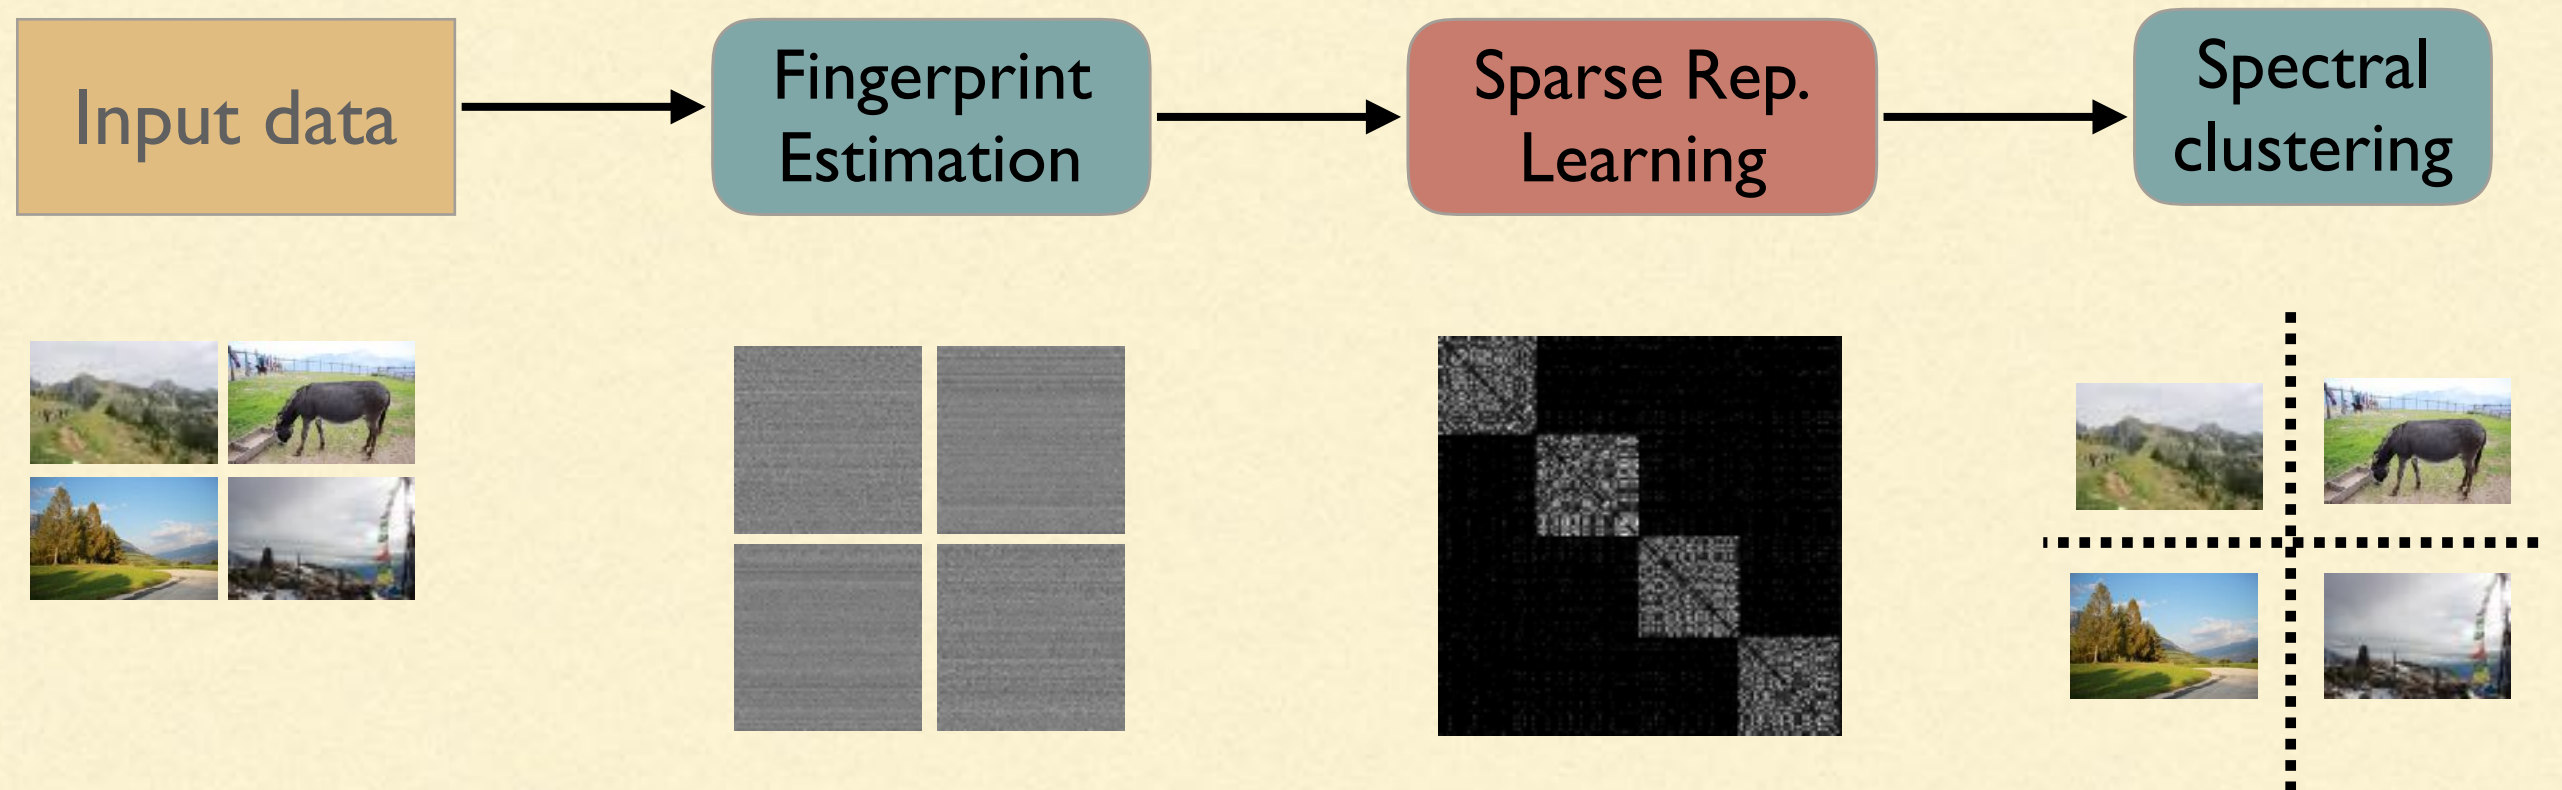 Input data
Fingerprint
Estimation
Sparse Rep.
Learning
Spectral
clustering